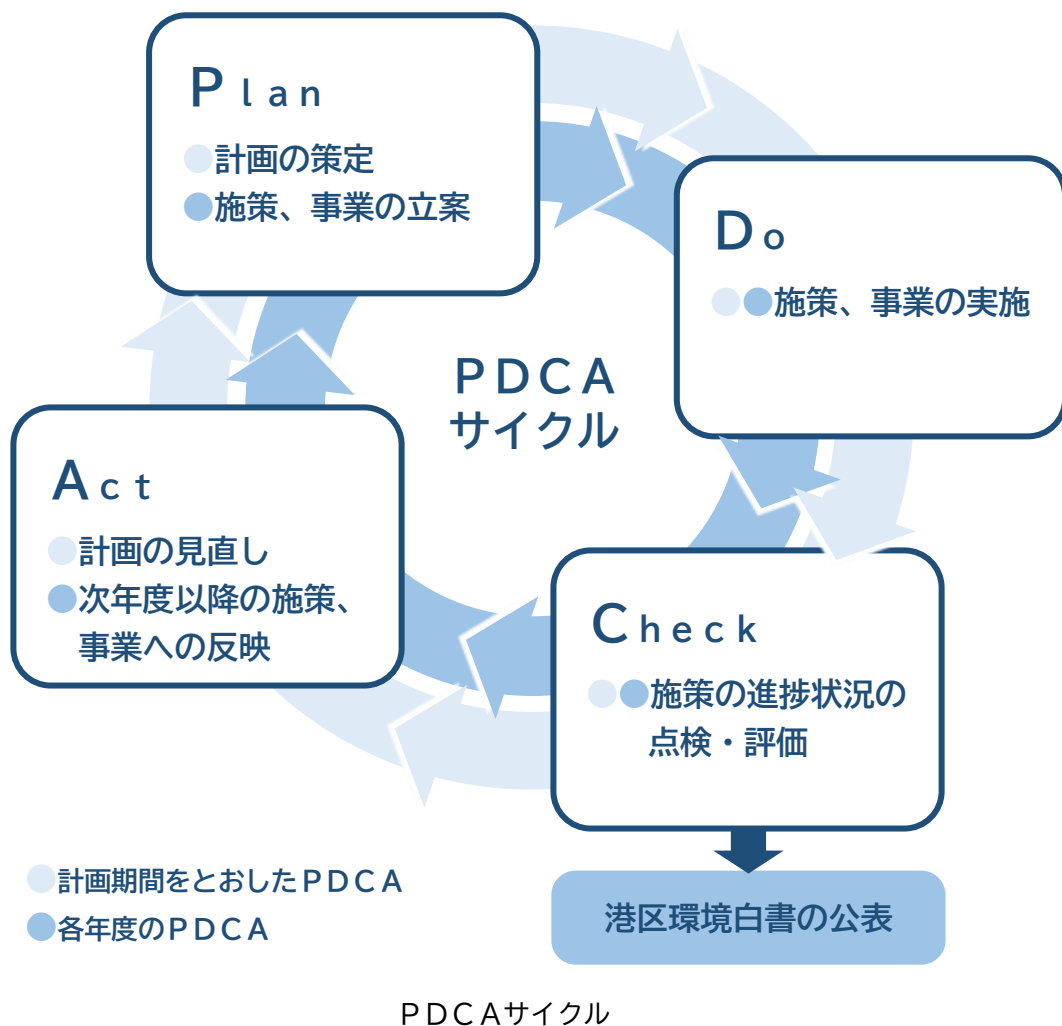 Ｐｌａｎ
●計画の策定
●施策、事業の立案
Ｄｏ
●●施策、事業の実施
ＰＤＣＡ
サイクル
Ａｃｔ
●計画の見直し
●次年度以降の施策、
事業への反映
Ｃｈｅｃｋ
●●施策の進捗状況の
点検・評価
●計画期間をとおしたＰＤＣＡ
●各年度のＰＤＣＡ
港区環境白書の公表
ＰＤＣＡサイクル